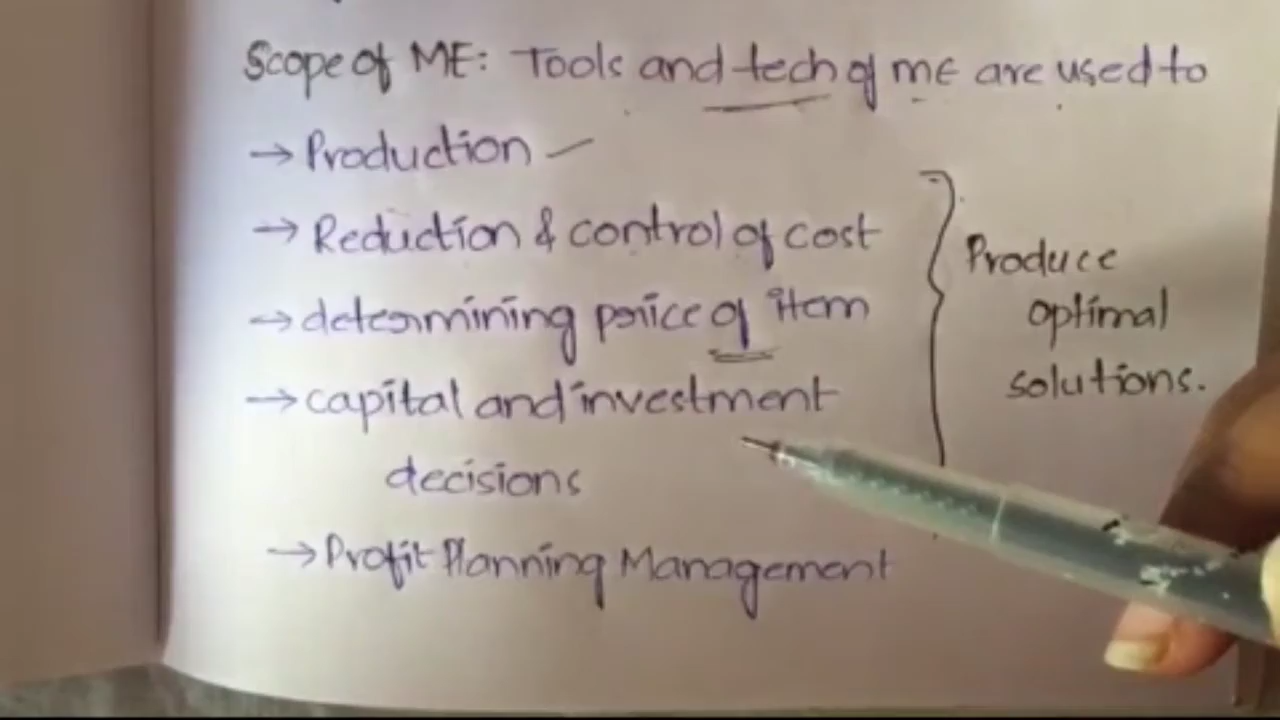 Scope of ME: Tools and tech of ME are used to
→ Production
→ Reduction & control of cost
→ determining price of item
→ capital and investment
decisions
→ Profit Planning Management
Produce
optimal
solutions.